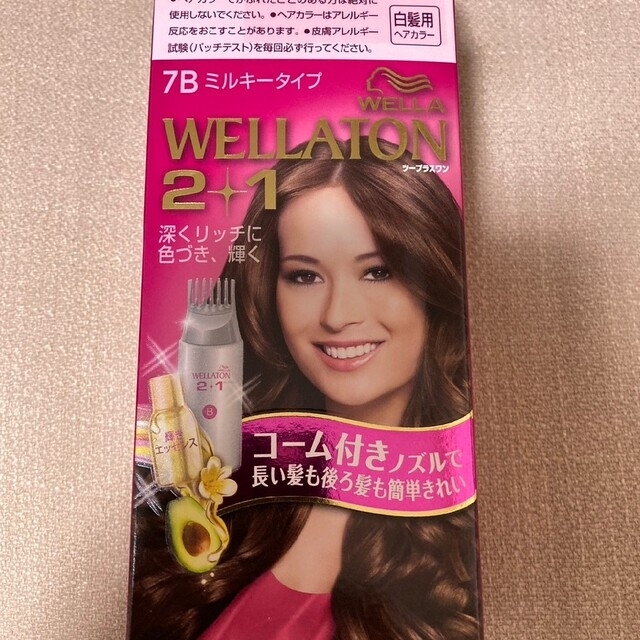 使用しないでください。●ヘアカラーはアレルギー
反応をおこすことがあります。●皮膚アレルギー
試験（パッチテスト）を毎回必ず行ってください。
白髪用
ヘアカラー
7B ミルキータイプ
WELLA
WELLATON
2+1
ツープラスワン
深くリッチに
色づき、輝く
WELLATON
2+1
B
輝き
エッセンス
コーム付きノズルで
長い髪も後ろ髪も簡単きれい